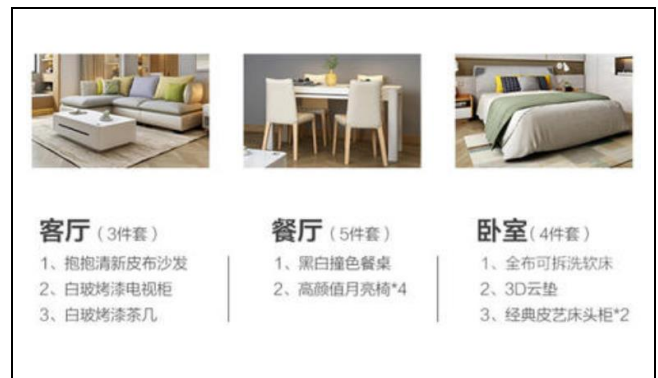 客厅（3件套）
1、抱抱清新皮布沙发
2、白玻烤漆电视柜
3、白玻烤漆茶几
餐厅（5件套）
1、黑白撞色餐桌
2、高颜值月亮椅*4
卧室（4件套）
1、全布可拆洗软床
2、3D云垫
3、经典皮艺床头柜*2